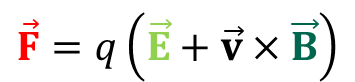 F⃗ = q (E⃗ + v⃗ × B⃗)